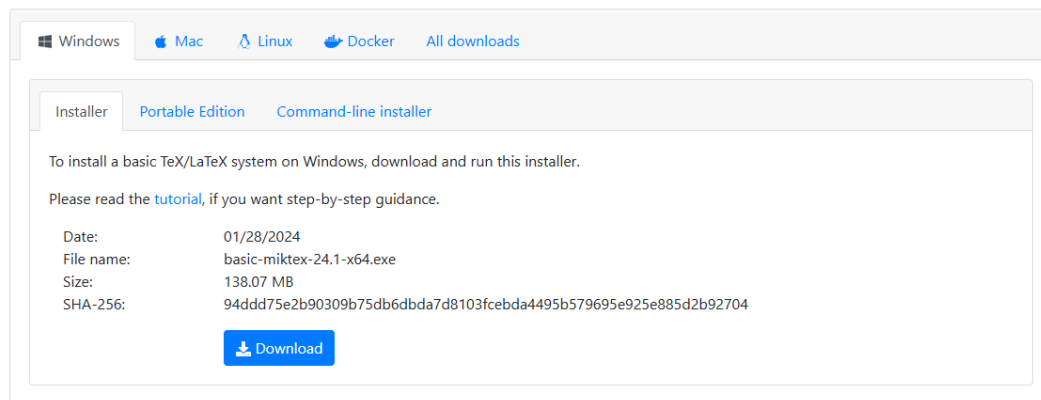 Windows Mac Linux Docker All downloads
Installer Portable Edition Command-line installer
To install a basic TeX/LaTeX system on Windows, download and run this installer.
Please read the tutorial, if you want step-by-step guidance.
Date: 01/28/2024
File name: basic-miktex-24.1-x64.exe
Size: 138.07 MB
SHA-256: 94ddd75e2b90309b75db6dbda7d8103fcebda4495b579695e925e885d2b92704
Download